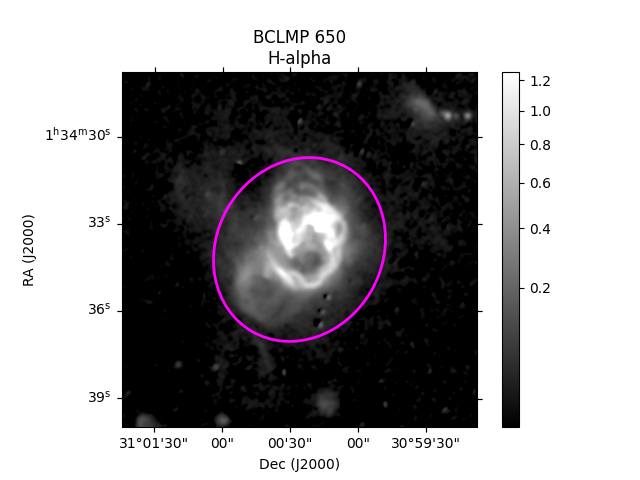 BCLMP 650
H-alpha
1h34m30s
33s
36s
39s
RA (J2000)
31°01'30"
00"
00'30"
00"
30°59'30"
Dec (J2000)
1.2
1.0
0.8
0.6
0.4
0.2